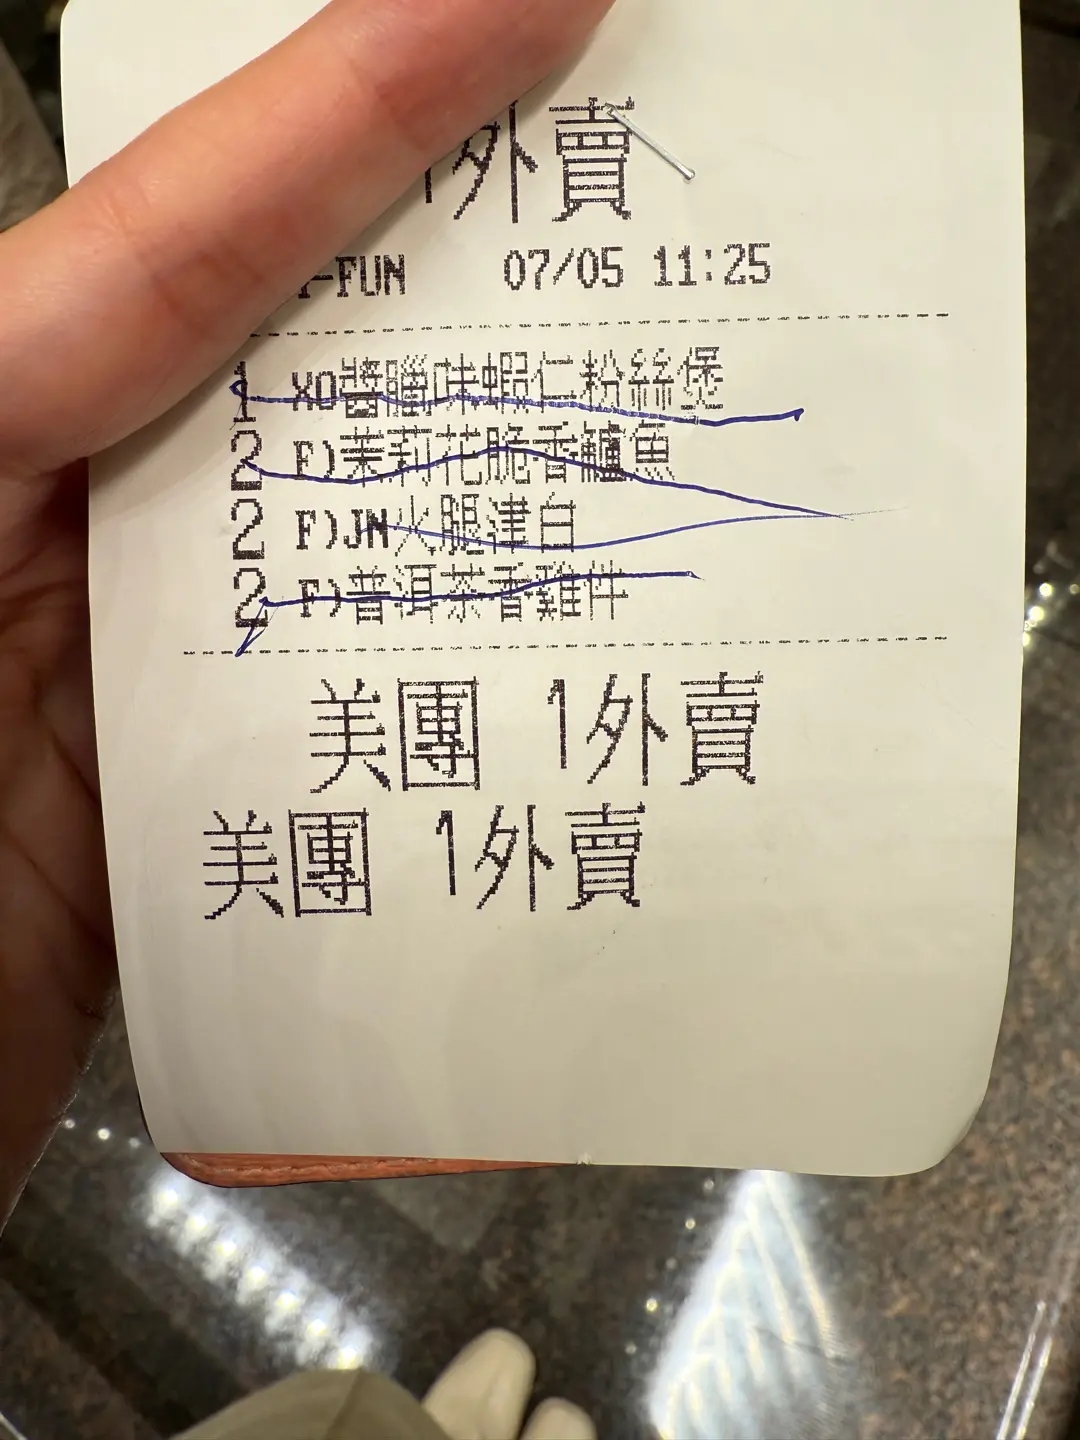 1外賣
-FUN 07/05 11:25
1 XO醬臘味蝦仁粉絲煲
2 F)茉莉花脆香鱸魚
2 F)JN火腿津白
2 F)普洱茶香雞件
美團 1外賣
美團 1外賣